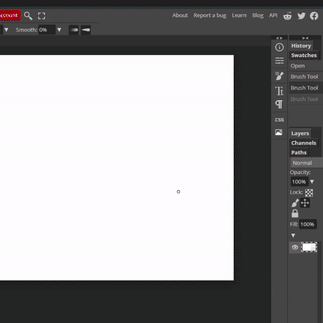 About Report a bug Learn Blog API
Smooth: 0%
History
Swatches
Open
Brush Tool
Brush Tool
Brush Tool
CSS
Layers
Channels
Paths
Normal
Opacity:
100%
Lock:
Fill: 100%